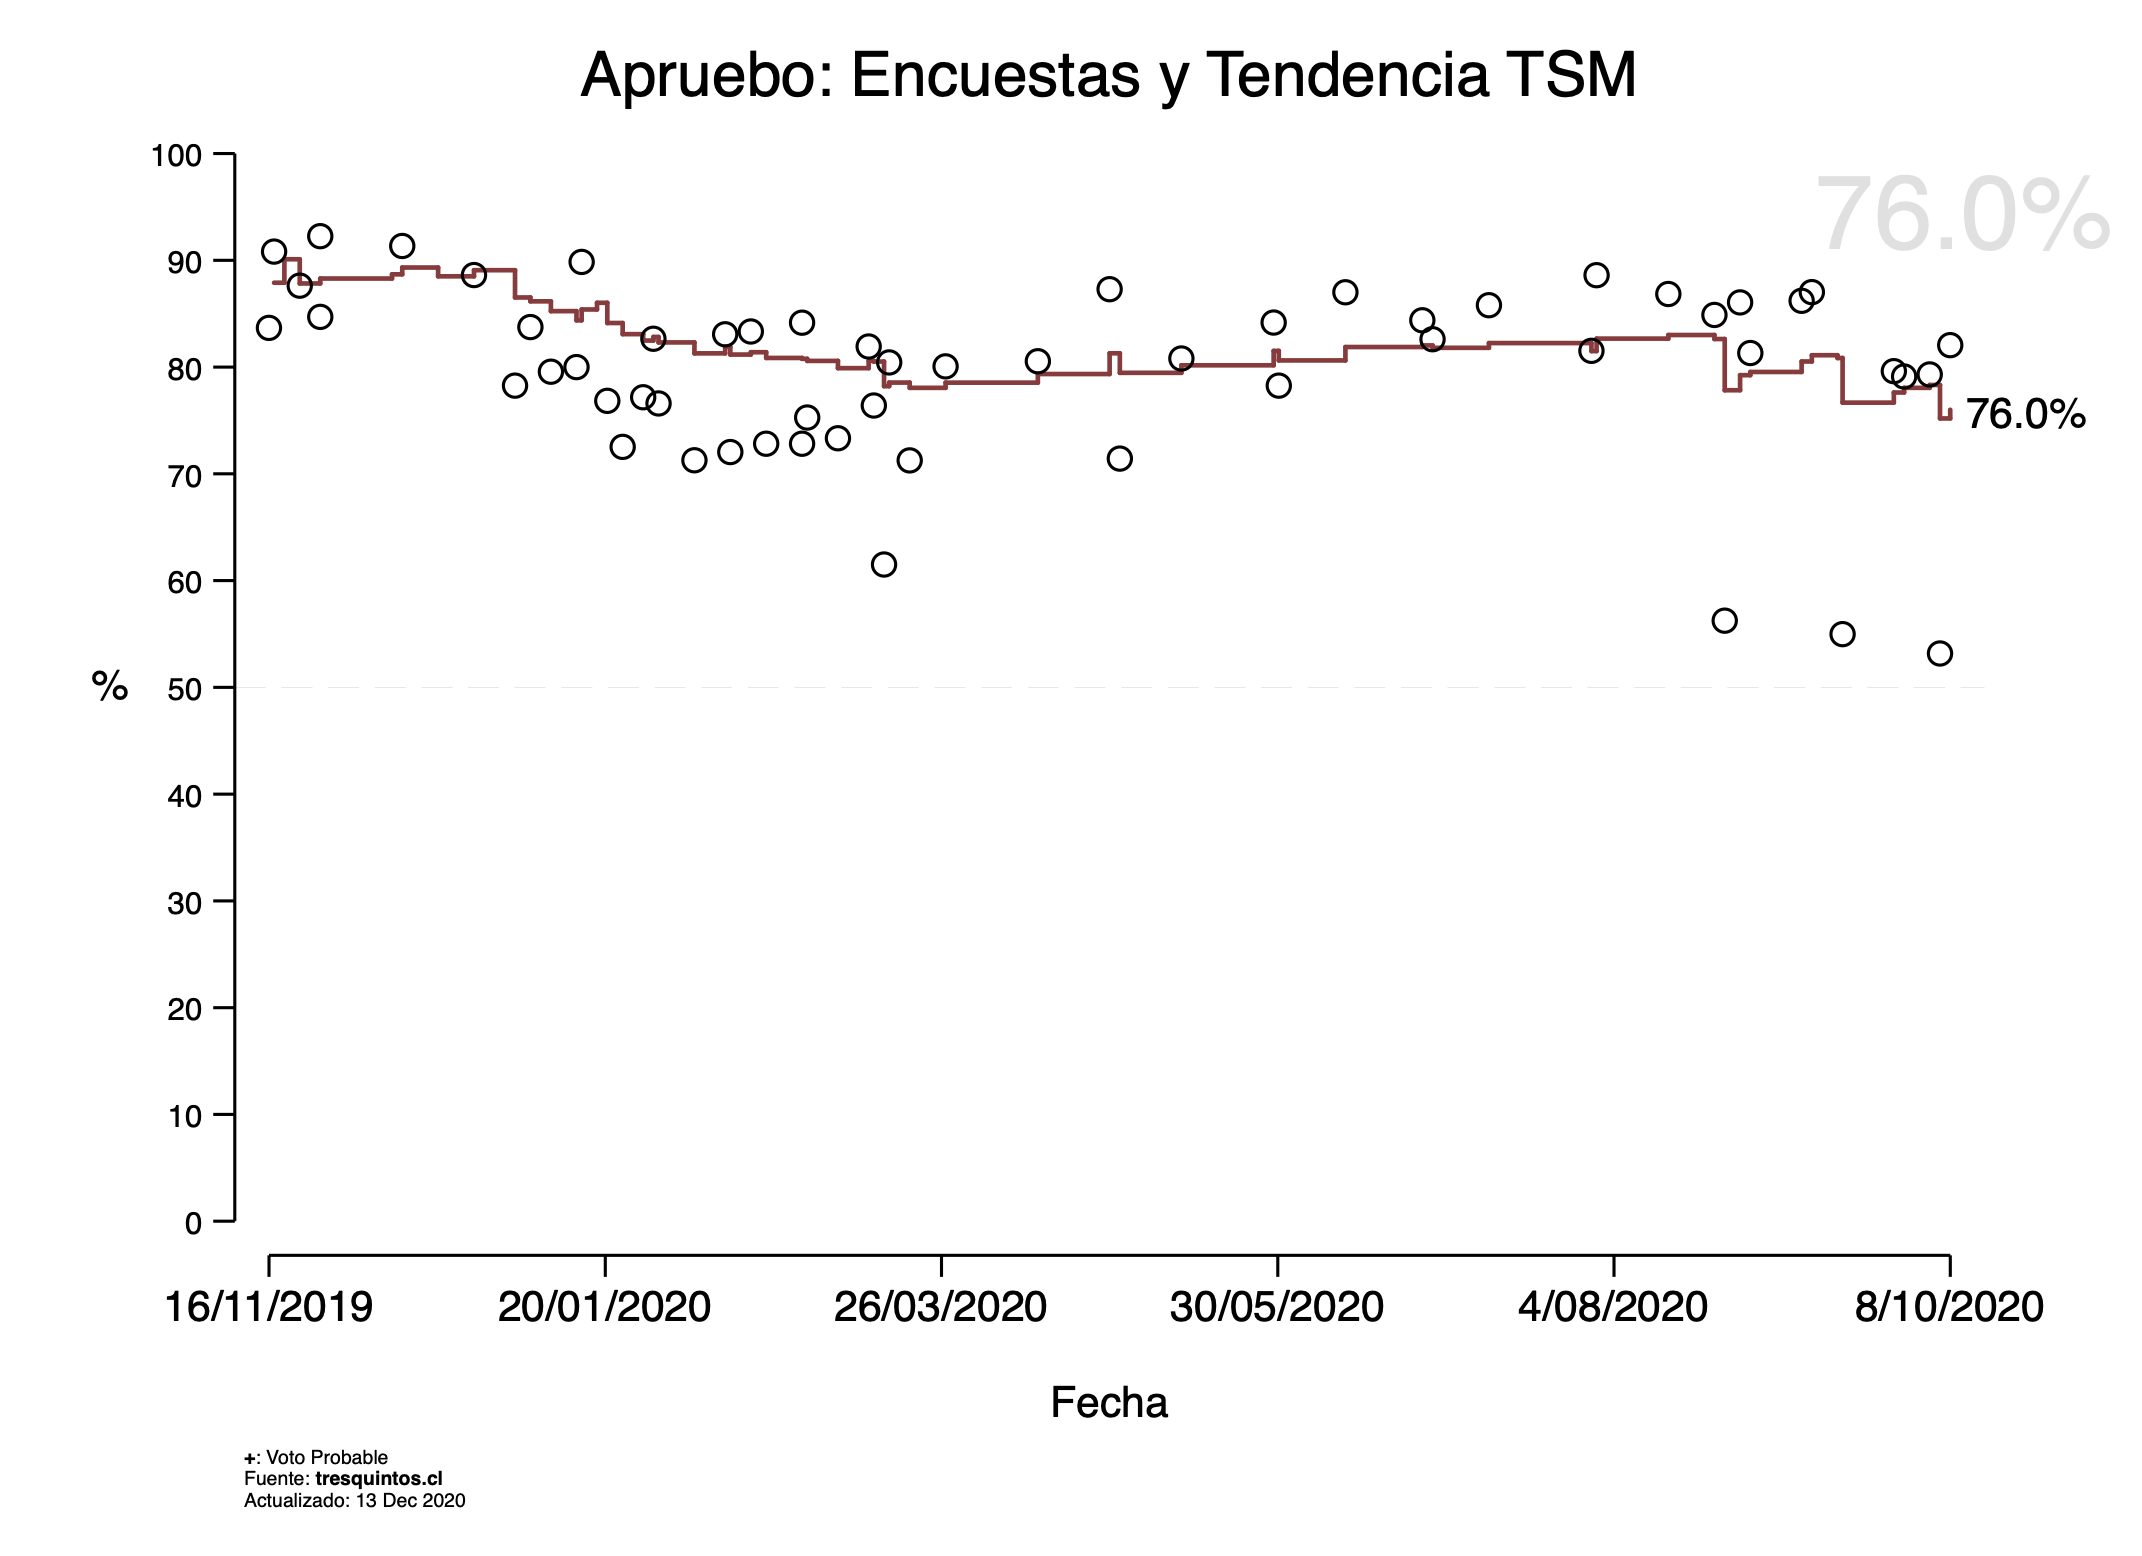 Apruebo: Encuestas y Tendencia TSM
76.0%
100
90
80
70
60
50
40
30
20
10
0
%
76.0%
16/11/2019 20/01/2020 26/03/2020 30/05/2020 4/08/2020 8/10/2020
Fecha
+: Voto Probable
Fuente: tresquintos.cl
Actualizado: 13 Dec 2020